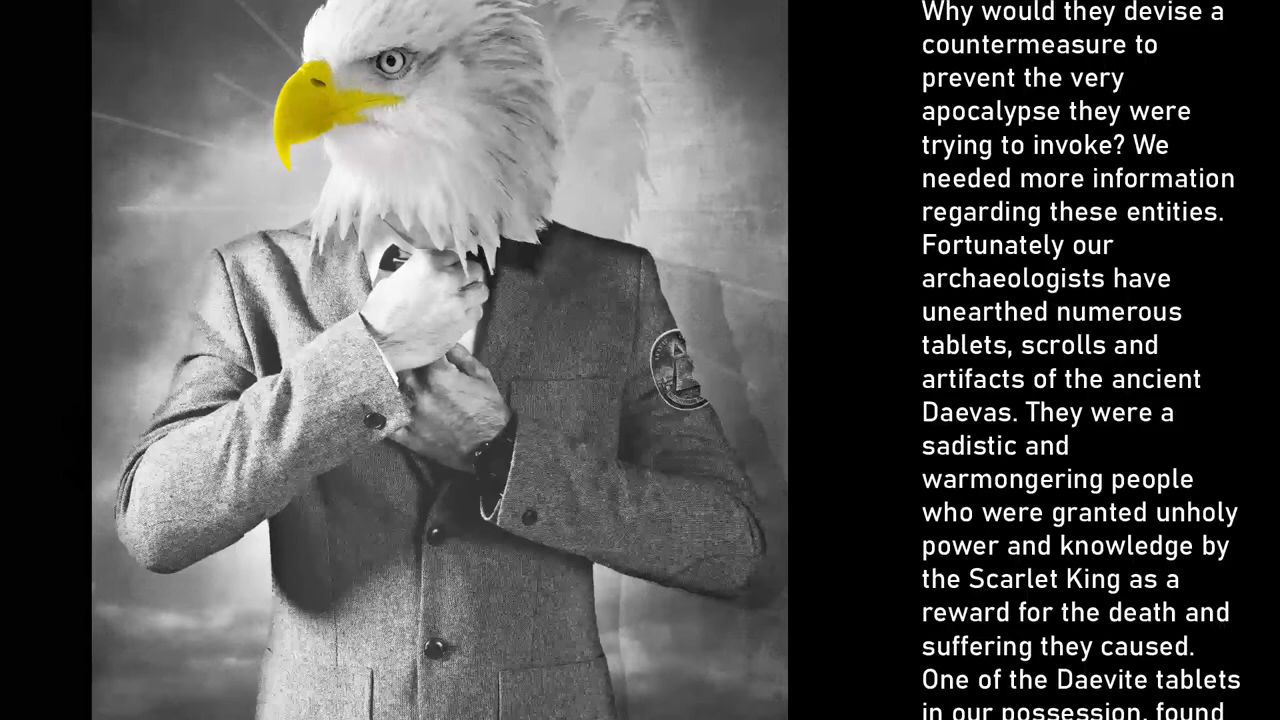 Why would they devise a
countermeasure to
prevent the very
apocalypse they were
trying to invoke? We
needed more information
regarding these entities.
Fortunately our
archaeologists have
unearthed numerous
tablets, scrolls and
artifacts of the ancient
Daevas. They were a
sadistic and
warmongering people
who were granted unholy
power and knowledge by
the Scarlet King as a
reward for the death and
suffering they caused.
One of the Daevite tablets
in our possession, found